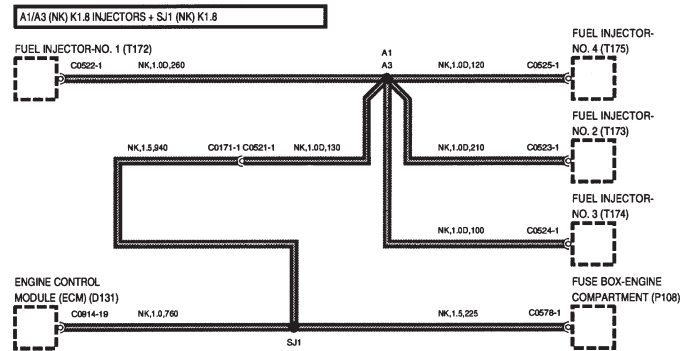 A1/A3 (NK) K1.8 INJECTORS + SJ1 (NK) K1.8
FUEL INJECTOR-NO. 1 (T172)
C0522-1 NK,1.0D,260
A1
A3
NK,1.0D,120 C0525-1
FUEL INJECTOR-
NO. 4 (T175)
NK,1.5,940 C0171-1 C0521-1 NK,1.0D,130
NK,1.0D,210 C0523-1
FUEL INJECTOR-
NO. 2 (T173)
NK,1.0D,100 C0524-1
FUEL INJECTOR-
NO. 3 (T174)
ENGINE CONTROL
MODULE (ECM) (D131)
C0914-19 NK,1.0,760
SJ1
NK,1.5,225 C0578-1
FUSE BOX-ENGINE
COMPARTMENT (P108)